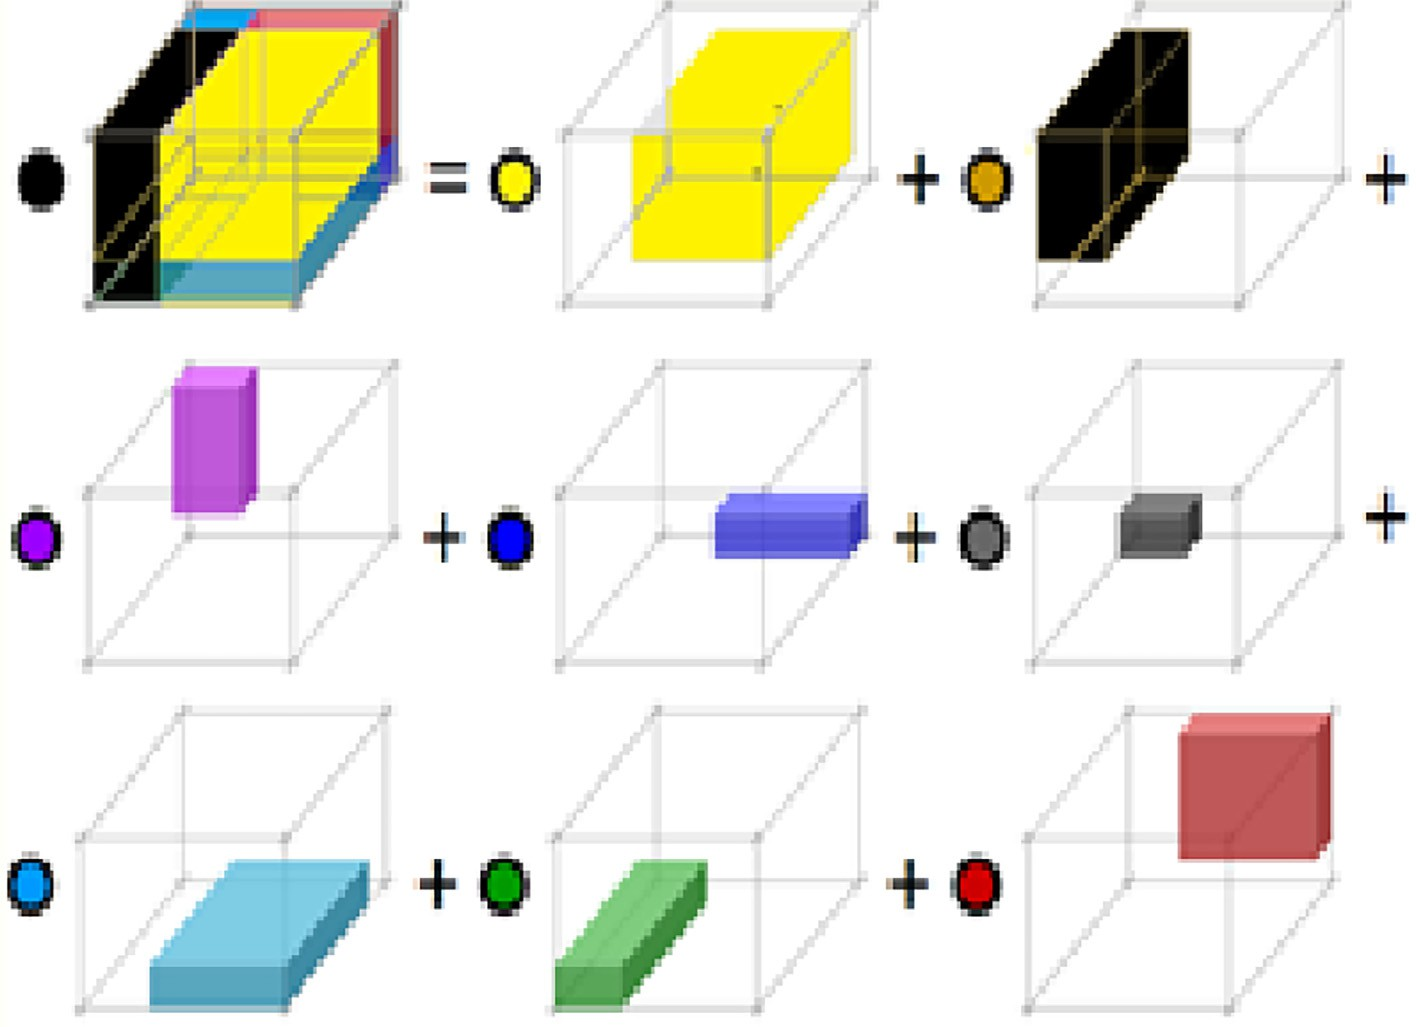 = + +
+ + +
+ +